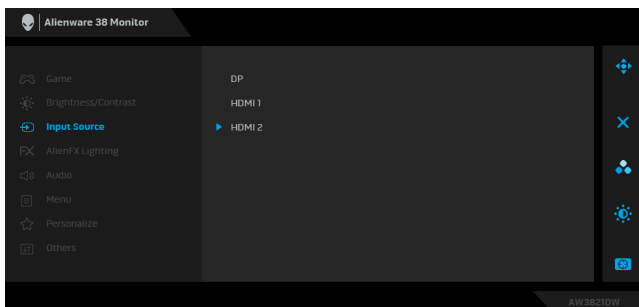 Alienware 38 Monitor
Game
Brightness/Contrast
Input Source
AlienFX Lighting
Audio
Menu
Personalize
Others
DP
HDMI 1
HDMI 2
AW3821DW